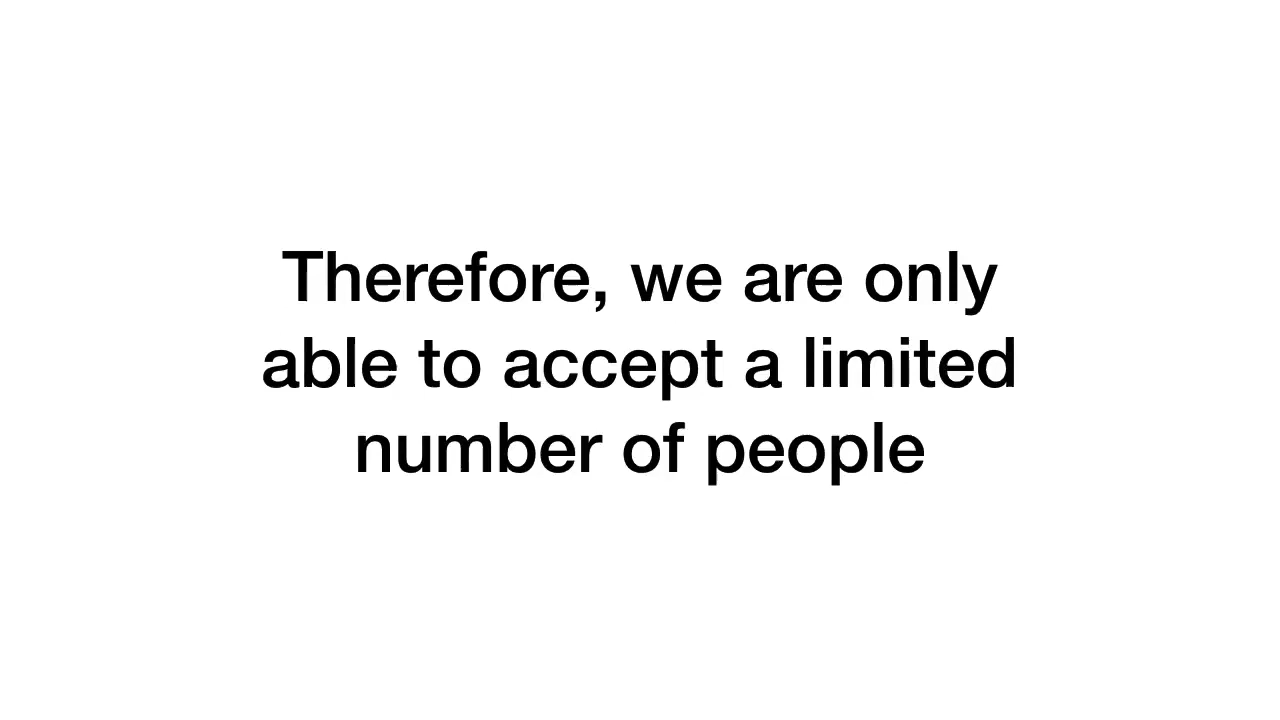 Therefore, we are only
able to accept a limited
number of people